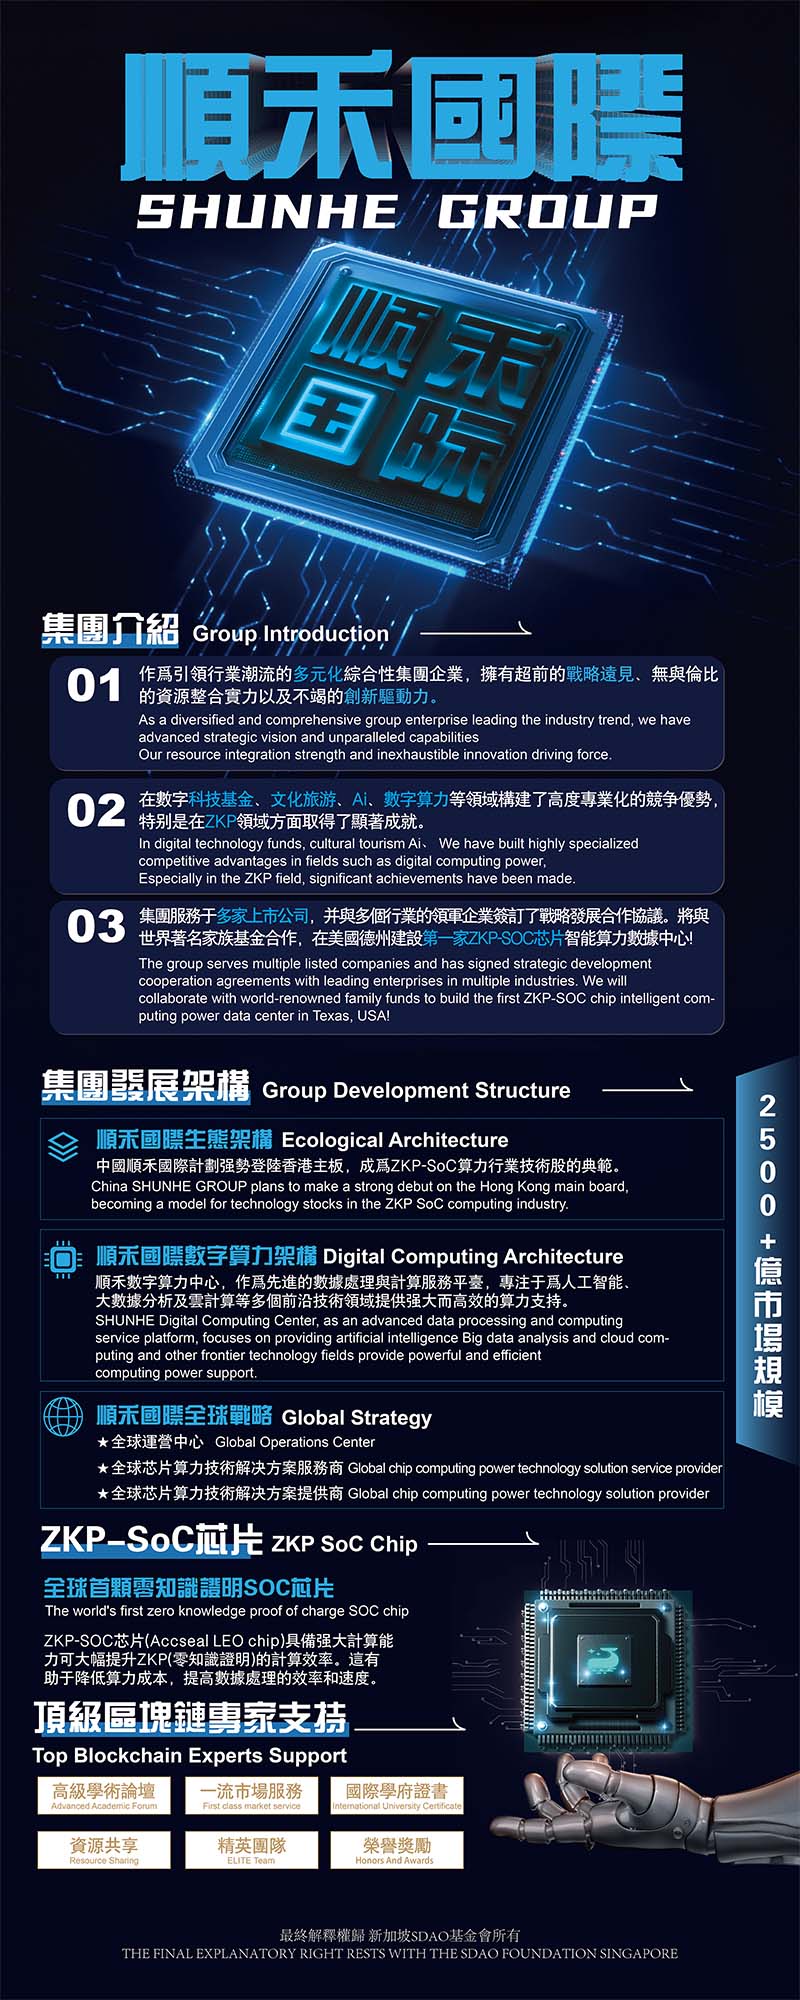 順禾國際
SHUNHE GROUP
顺禾
国际
集團介紹 Group Introduction
01
作爲引領行業潮流的多元化綜合性集團企業，擁有超前的戰略遠見、無與倫比
的資源整合實力以及不竭的創新驅動力。
As a diversified and comprehensive group enterprise leading the industry trend, we have
advanced strategic vision and unparalleled capabilities
Our resource integration strength and inexhaustible innovation driving force.
02
在數字科技基金、文化旅游、Ai、數字算力等領域構建了高度專業化的競争優勢，
特别是在ZKP領域方面取得了顯著成就。
In digital technology funds, cultural tourism Ai、 We have built highly specialized
competitive advantages in fields such as digital computing power,
Especially in the ZKP field, significant achievements have been made.
03
集團服務于多家上市公司，并與多個行業的領軍企業簽訂了戰略發展合作協議。將與
世界著名家族基金合作，在美國德州建設第一家ZKP-SOC芯片智能算力數據中心!
The group serves multiple listed companies and has signed strategic development
cooperation agreements with leading enterprises in multiple industries. We will
collaborate with world-renowned family funds to build the first ZKP-SOC chip intelligent com-
puting power data center in Texas, USA!
集團發展架構 Group Development Structure
2500+億市場規模
順禾國際生態架構 Ecological Architecture
中國順禾國際計劃强勢登陸香港主板，成爲ZKP-SoC算力行業技術股的典範。
China SHUNHE GROUP plans to make a strong debut on the Hong Kong main board,
becoming a model for technology stocks in the ZKP SoC computing industry.
順禾國際數字算力架構 Digital Computing Architecture
順禾數字算力中心，作爲先進的數據處理與計算服務平臺，專注于爲人工智能、
大數據分析及雲計算等多個前沿技術領域提供强大而高效的算力支持。
SHUNHE Digital Computing Center, as an advanced data processing and computing
service platform, focuses on providing artificial intelligence Big data analysis and cloud com-
puting and other frontier technology fields provide powerful and efficient
computing power support.
順禾國際全球戰略 Global Strategy
★全球運營中心 Global Operations Center
★全球芯片算力技術解决方案服務商 Global chip computing power technology solution service provider
★全球芯片算力技術解决方案提供商 Global chip computing power technology solution provider
ZKP-SoC芯片 ZKP SoC Chip
全球首顆零知識證明SOC芯片
The world's first zero knowledge proof of charge SOC chip
ZKP-SOC芯片(Accseal LEO chip)具備强大計算能
力可大幅提升ZKP(零知識證明)的計算效率。這有
助于降低算力成本，提高數據處理的效率和速度。
頂級區塊鏈專家支持
Top Blockchain Experts Support
高級學術論壇
Advanced Academic Forum
一流市場服務
First class market service
國際學府證書
International University Certificate
資源共享
Resource Sharing
精英團隊
ELITE Team
榮譽獎勵
Honors And Awards
最終解釋權歸 新加坡SDAO基金會所有
THE FINAL EXPLANATORY RIGHT RESTS WITH THE SDAO FOUNDATION SINGAPORE